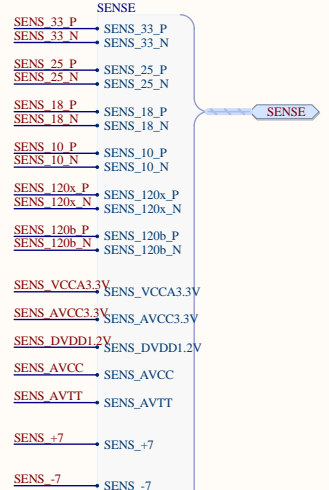 SENSE
SENS_33_P SENS_33_P
SENS_33_N SENS_33_N
SENS_25_P SENS_25_P
SENS_25_N SENS_25_N
SENS_18_P SENS_18_P
SENS_18_N SENS_18_N
SENSE
SENS_10_P SENS_10_P
SENS_10_N SENS_10_N
SENS_120x_P SENS_120x_P
SENS_120x_N SENS_120x_N
SENS_120b_P SENS_120b_P
SENS_120b_N SENS_120b_N
SENS_VCCA3.3V SENS_VCCA3.3V
SENS_AVCC3.3V SENS_AVCC3.3V
SENS_DVDD1.2V SENS_DVDD1.2V
SENS_AVCC SENS_AVCC
SENS_AVTT SENS_AVTT
SENS_+7 SENS_+7
SENS_-7 SENS_-7